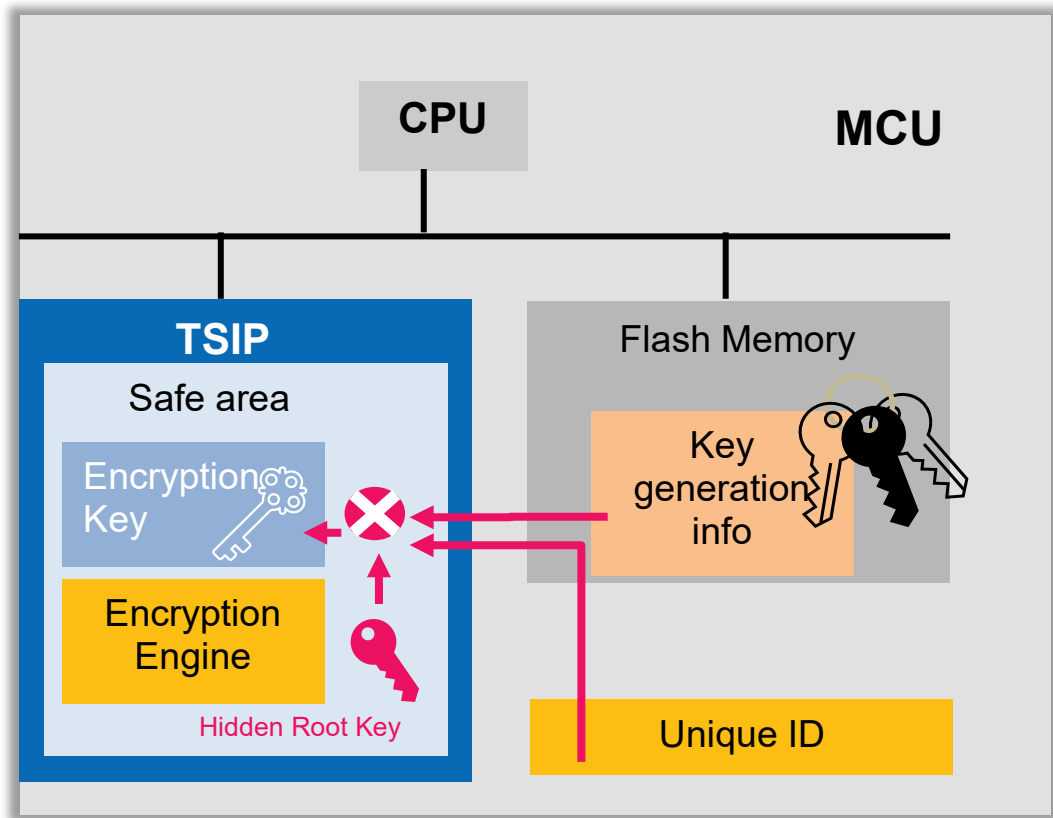 CPU
MCU
TSIP
Flash Memory
Safe area
Encryption
Key
Key
generation
info
Encryption
Engine
Hidden Root Key
Unique ID